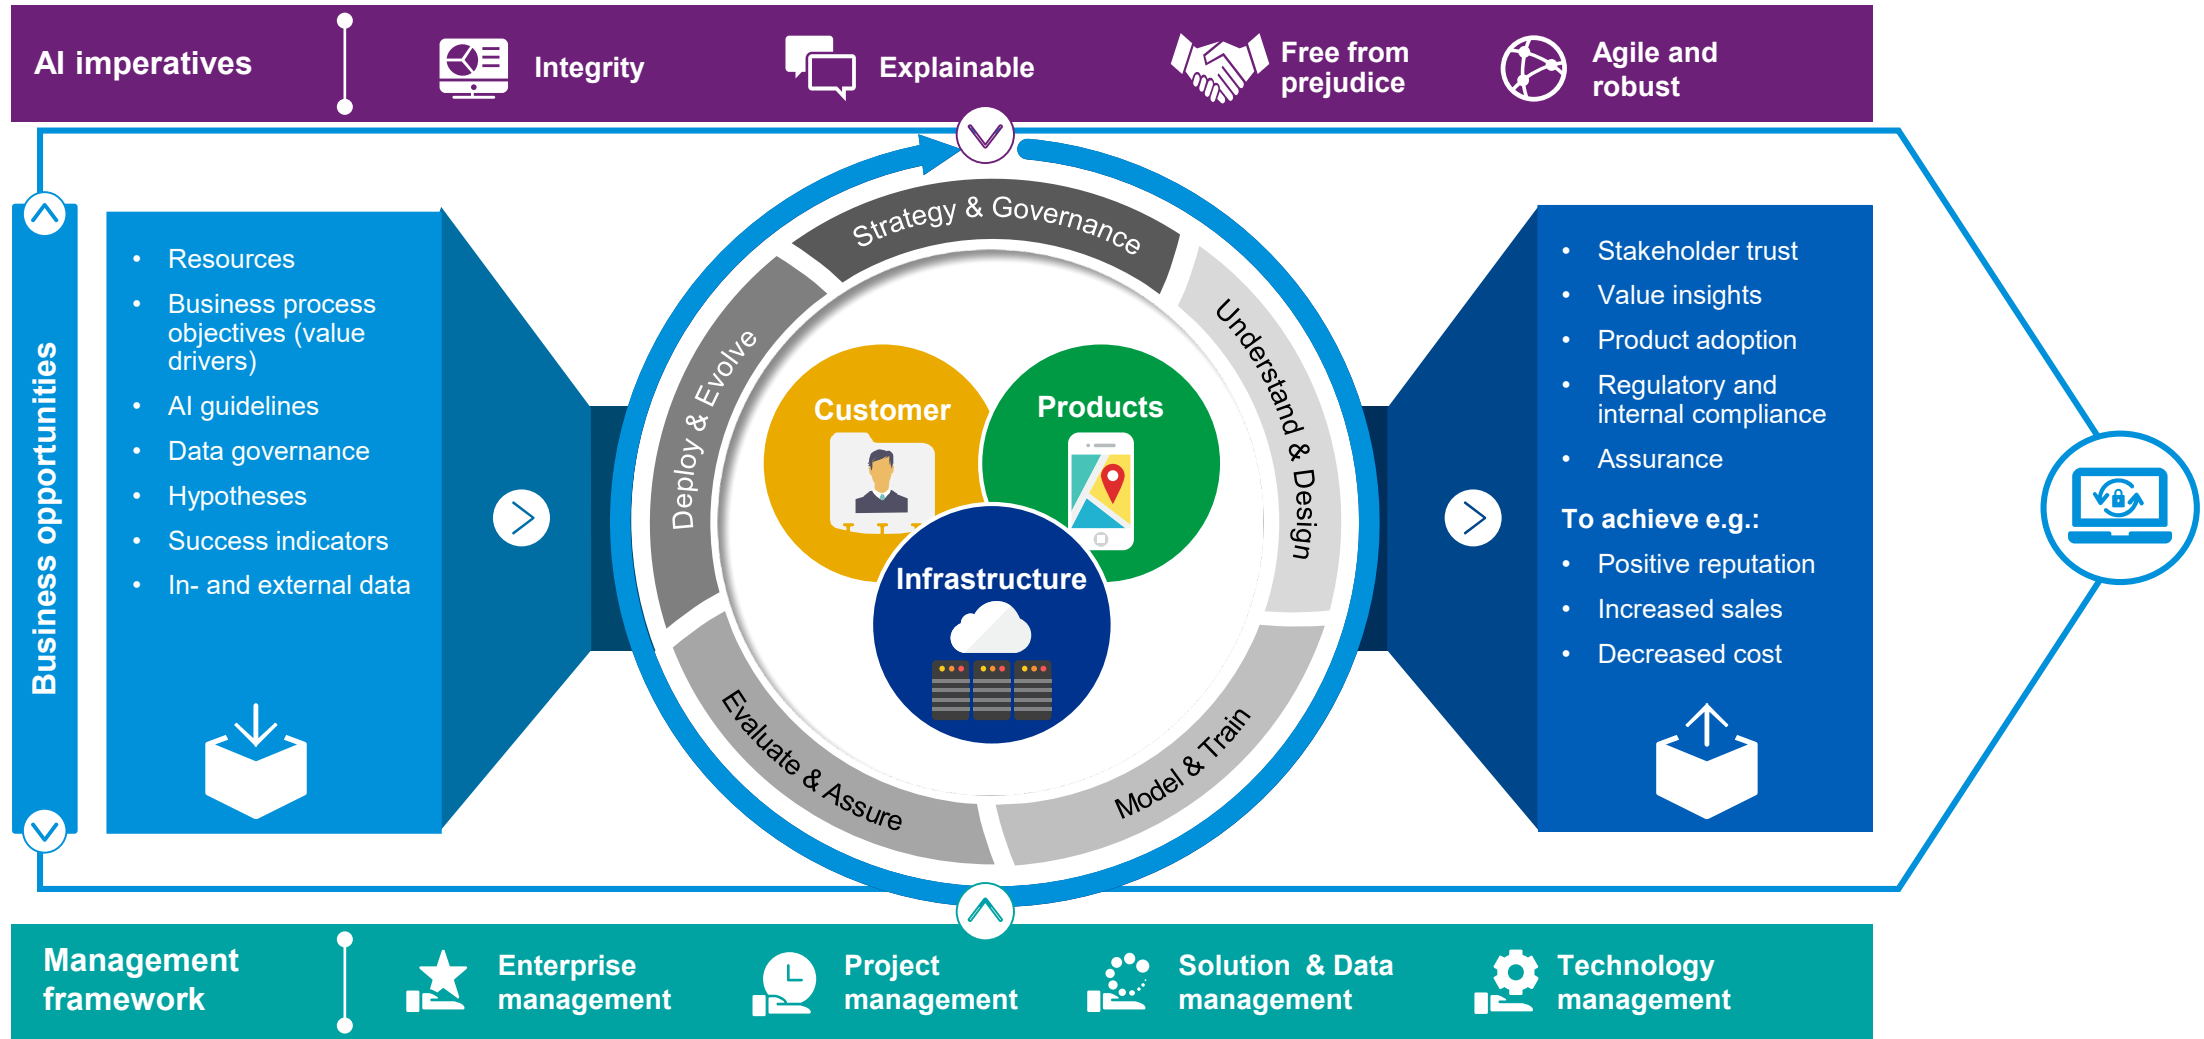 AI imperatives
Integrity
Explainable
Free from
prejudice
Agile and
robust
Business opportunities
• Resources
• Business process
objectives (value
drivers)
• AI guidelines
• Data governance
• Hypotheses
• Success indicators
• In- and external data
Strategy & Governance
Understand & Design
Model & Train
Evaluate & Assure
Deploy & Evolve
Customer
Products
Infrastructure
• Stakeholder trust
• Value insights
• Product adoption
• Regulatory and
internal compliance
• Assurance
To achieve e.g.:
• Positive reputation
• Increased sales
• Decreased cost
Management
framework
Enterprise
management
Project
management
Solution & Data
management
Technology
management